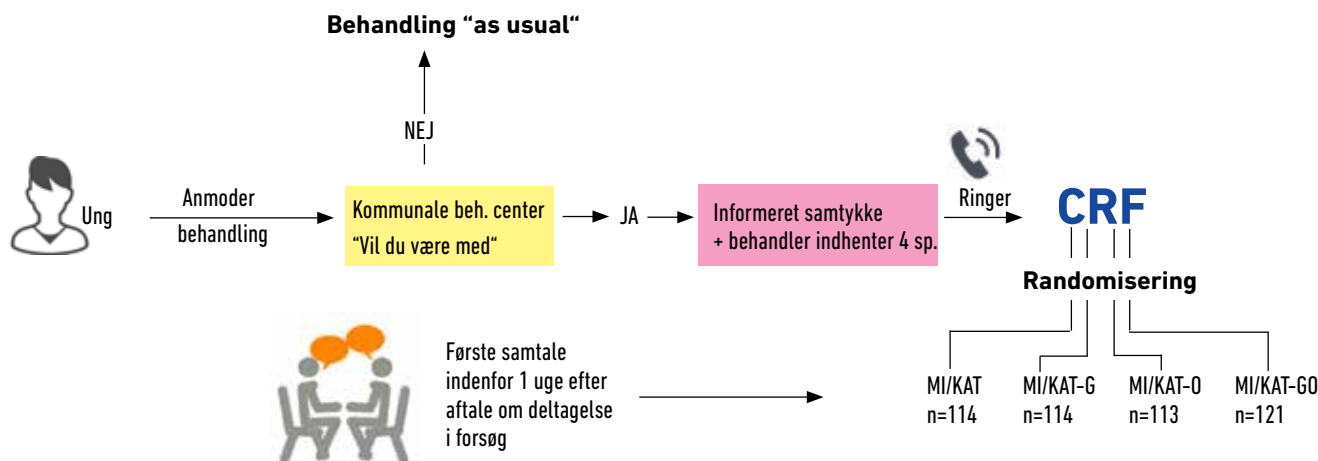 Behandling “as usual“
NEJ
Ung
Anmoder
behandling
Kommunale beh. center
“Vil du være med“
JA
Informeret samtykke
+ behandler indhenter 4 sp.
Ringer
CRF
Randomisering
Første samtale
indenfor 1 uge efter
aftale om deltagelse
i forsøg
MI/KAT
n=114
MI/KAT-G
n=114
MI/KAT-O
n=113
MI/KAT-GO
n=121